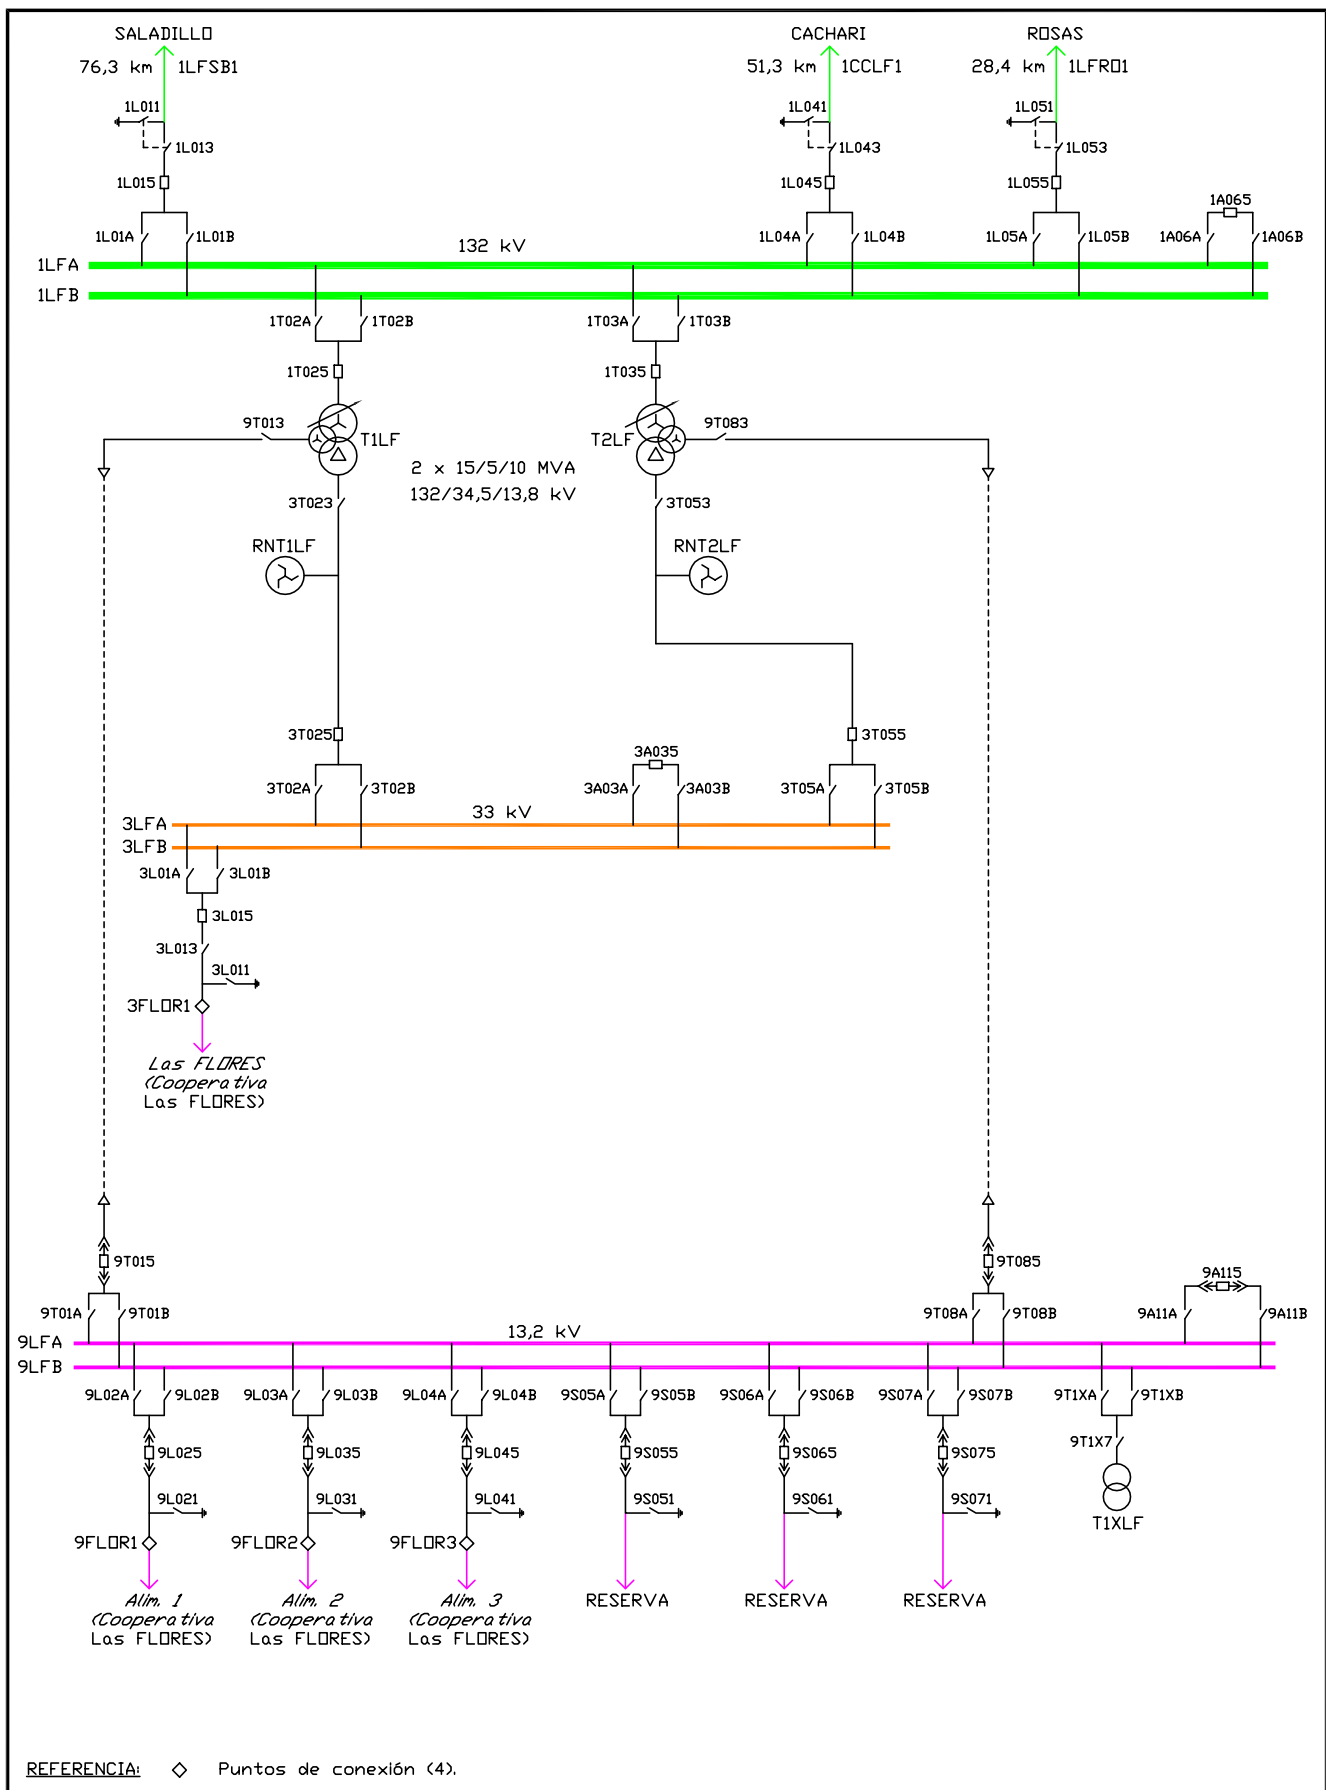 SALADILLO
CACHARI
ROSAS
76,3 km 1LFSB1
51,3 km 1CCLF1
28,4 km 1LFRO1
1L011
1L041
1L051
1L013
1L043
1L053
1L015
1L045
1L055
1A065
1L01A
1L01B
132 kV
1L04A
1L04B
1L05A
1L05B
1A06A
1A06B
1LFA
1LFB
1T02A
1T02B
1T03A
1T03B
1T025
1T035
9T013
T1LF
T2LF
9T083
2 x 15/5/10 MVA
132/34,5/13,8 kV
3T023
3T053
RNT1LF
RNT2LF
3T025
3T055
3A035
3T02A
3T02B
3A03A
3A03B
3T05A
3T05B
33 kV
3LFA
3LFB
3L01A
3L01B
3L015
3L013
3L011
3FLOR1
Las FLORES
(Cooperativa
Las FLORES)
9T015
9T085
9A115
9T01A
9T01B
9T08A
9T08B
9A11A
9A11B
13,2 kV
9LFA
9LFB
9L02A
9L02B
9L03A
9L03B
9L04A
9L04B
9S05A
9S05B
9S06A
9S06B
9S07A
9S07B
9T1XA
9T1XB
9L025
9L035
9L045
9S055
9S065
9S075
9T1X7
9L021
9L031
9L041
9S051
9S061
9S071
T1XLF
9FLOR1
9FLOR2
9FLOR3
Alim. 1
(Cooperativa
Las FLORES)
Alim. 2
(Cooperativa
Las FLORES)
Alim. 3
(Cooperativa
Las FLORES)
RESERVA
RESERVA
RESERVA
REFERENCIA: Puntos de conexión (4).